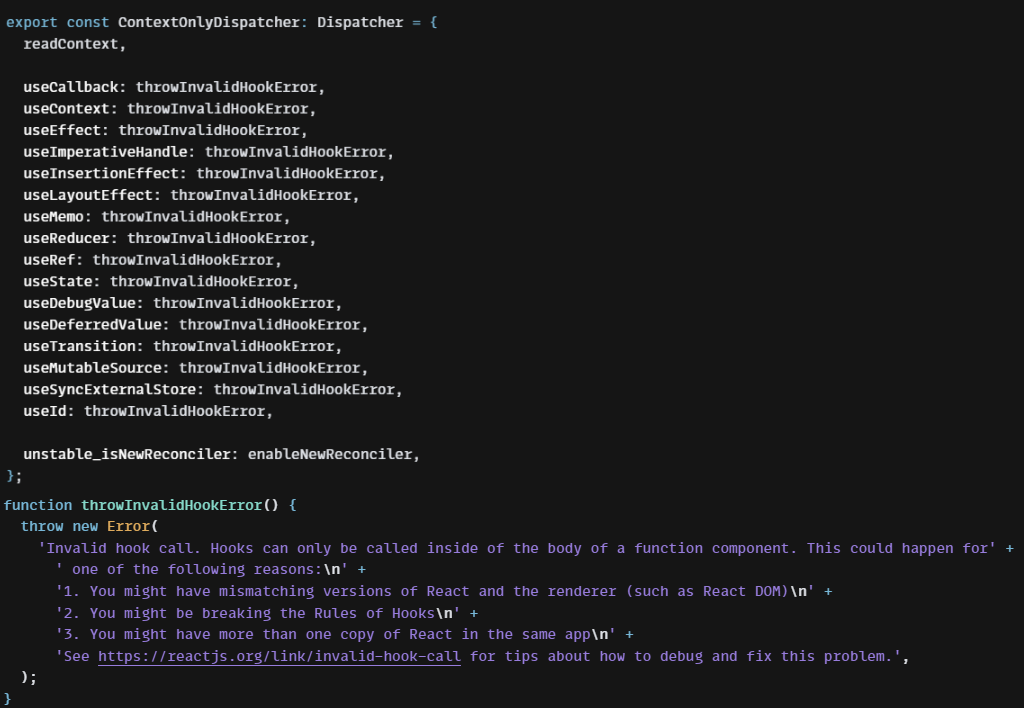 export const ContextOnlyDispatcher: Dispatcher = {
  readContext,

  useCallback: throwInvalidHookError,
  useContext: throwInvalidHookError,
  useEffect: throwInvalidHookError,
  useImperativeHandle: throwInvalidHookError,
  useInsertionEffect: throwInvalidHookError,
  useLayoutEffect: throwInvalidHookError,
  useMemo: throwInvalidHookError,
  useReducer: throwInvalidHookError,
  useRef: throwInvalidHookError,
  useState: throwInvalidHookError,
  useDebugValue: throwInvalidHookError,
  useDeferredValue: throwInvalidHookError,
  useTransition: throwInvalidHookError,
  useMutableSource: throwInvalidHookError,
  useSyncExternalStore: throwInvalidHookError,
  useId: throwInvalidHookError,

  unstable_isNewReconciler: enableNewReconciler,
};
function throwInvalidHookError() {
  throw new Error(
    'Invalid hook call. Hooks can only be called inside of the body of a function component. This could happen for' +
      ' one of the following reasons:\n' +
      '1. You might have mismatching versions of React and the renderer (such as React DOM)\n' +
      '2. You might be breaking the Rules of Hooks\n' +
      '3. You might have more than one copy of React in the same app\n' +
      'See https://reactjs.org/link/invalid-hook-call for tips about how to debug and fix this problem.',
  );
}